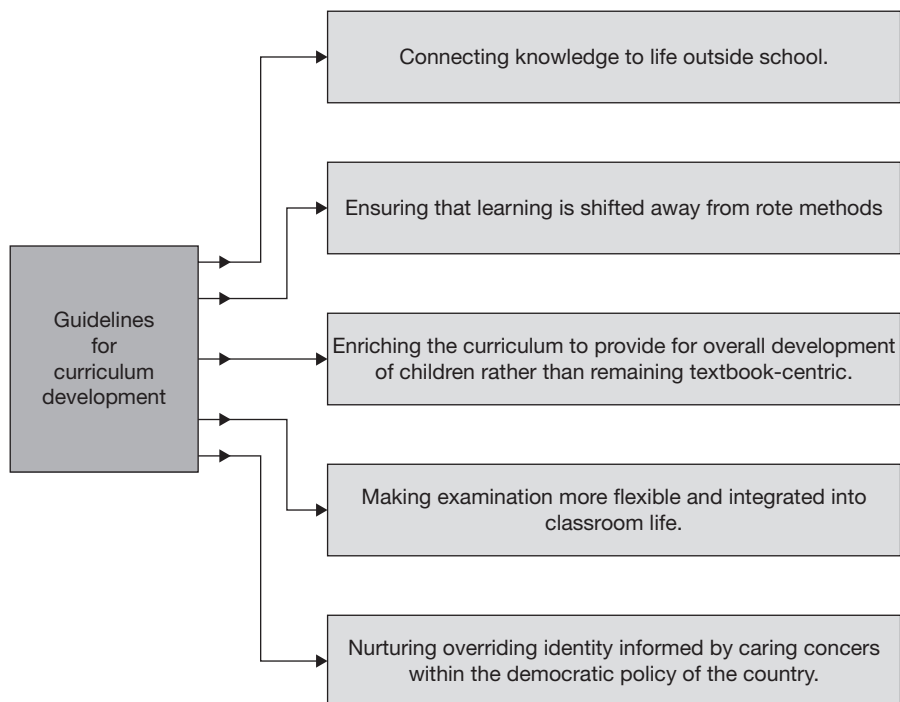 Connecting knowledge to life outside school.
Ensuring that learning is shifted away from rote methods
Guidelines
for
curriculum
development
Enriching the curriculum to provide for overall development
of children rather than remaining textbook-centric.
Making examination more flexible and integrated into
classroom life.
Nurturing overriding identity informed by caring concers
within the democratic policy of the country.